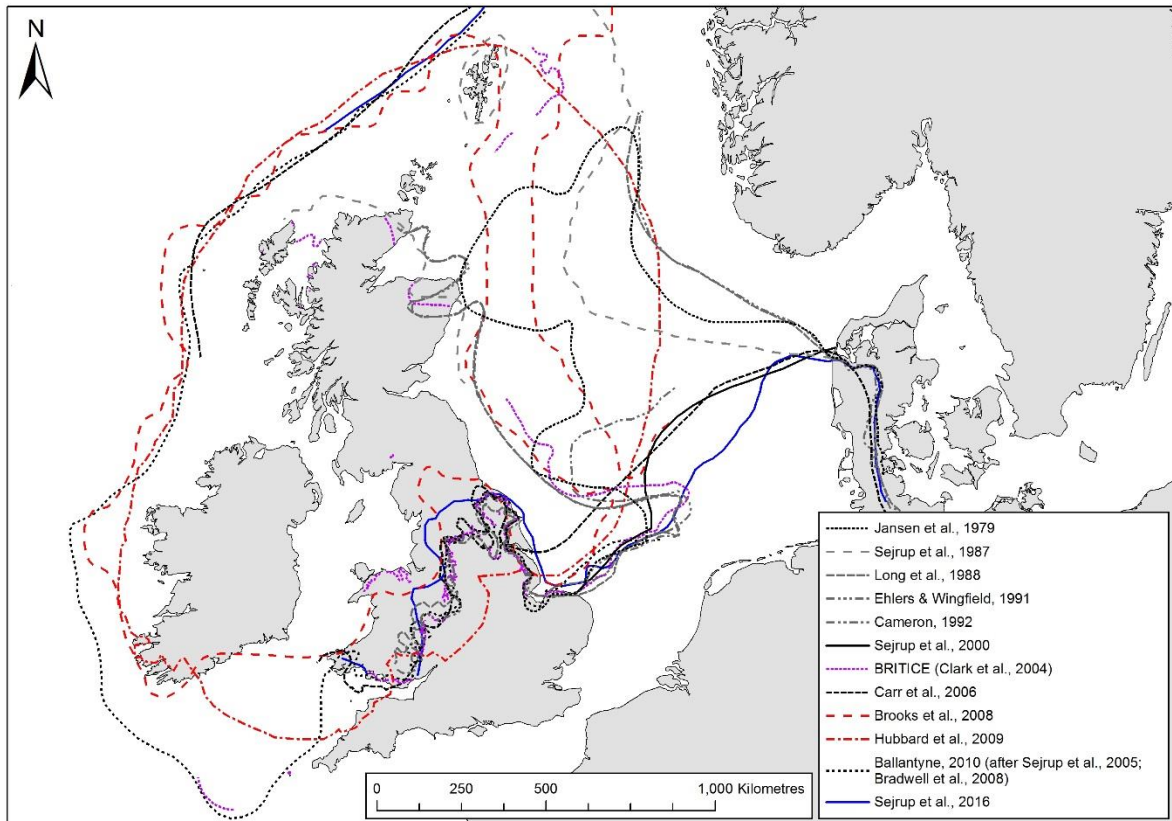 N
Jansen et al., 1979
Sejrup et al., 1987
Long et al., 1988
Ehlers & Wingfield, 1991
Cameron, 1992
Sejrup et al., 2000
BRITICE (Clark et al., 2004)
Carr et al., 2006
Brooks et al., 2008
Hubbard et al., 2009
Ballantyne, 2010 (after Sejrup et al., 2005;
Bradwell et al., 2008)
Sejrup et al., 2016
0 250 500 1,000 Kilometres